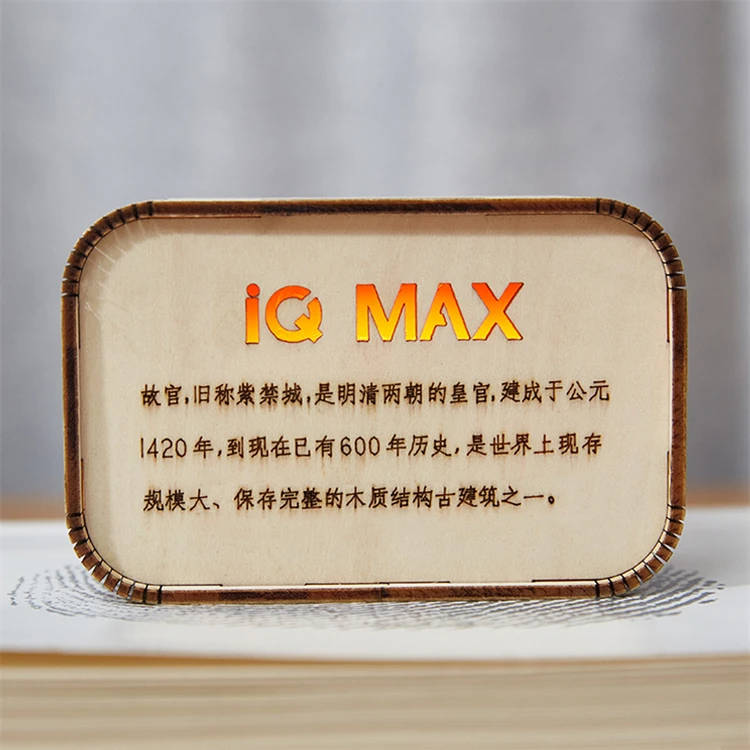 iQ MAX
故宫,旧称紫禁城,是明清两朝的皇宫,建成于公元
1420年,到现在已有600年历史,是世界上现存
规模大、保存完整的木质结构古建筑之一。